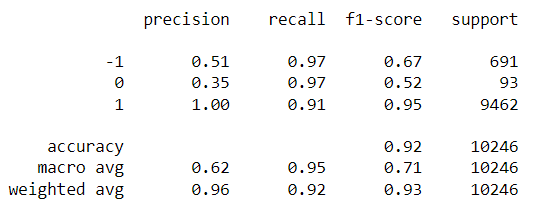 precision recall f1-score support
-1 0.51 0.97 0.67 691
0 0.35 0.97 0.52 93
1 1.00 0.91 0.95 9462
accuracy 0.92 10246
macro avg 0.62 0.95 0.71 10246
weighted avg 0.96 0.92 0.93 10246